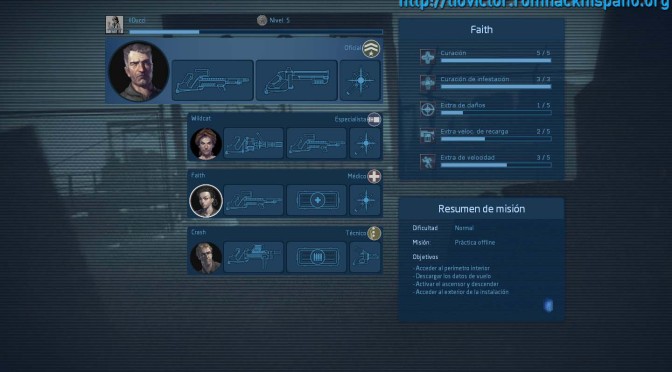 http://ilovictor.romhackhispano.org
Nivel 5
Oficial
Wildcat
Especialista
Faith
Médico
Crash
Técnico
Faith
Curación 5 / 5
Curación de infestación 3 / 3
Extra de daños 1 / 5
Extra veloc. de recarga 2 / 5
Extra de velocidad 3 / 5
Resumen de misión
Dificultad Normal
Misión: Práctica offline
Objetivos
- Acceder al perímetro interior
- Descargar los datos de vuelo
- Activar el ascensor y descender
- Acceder al exterior de la instalación